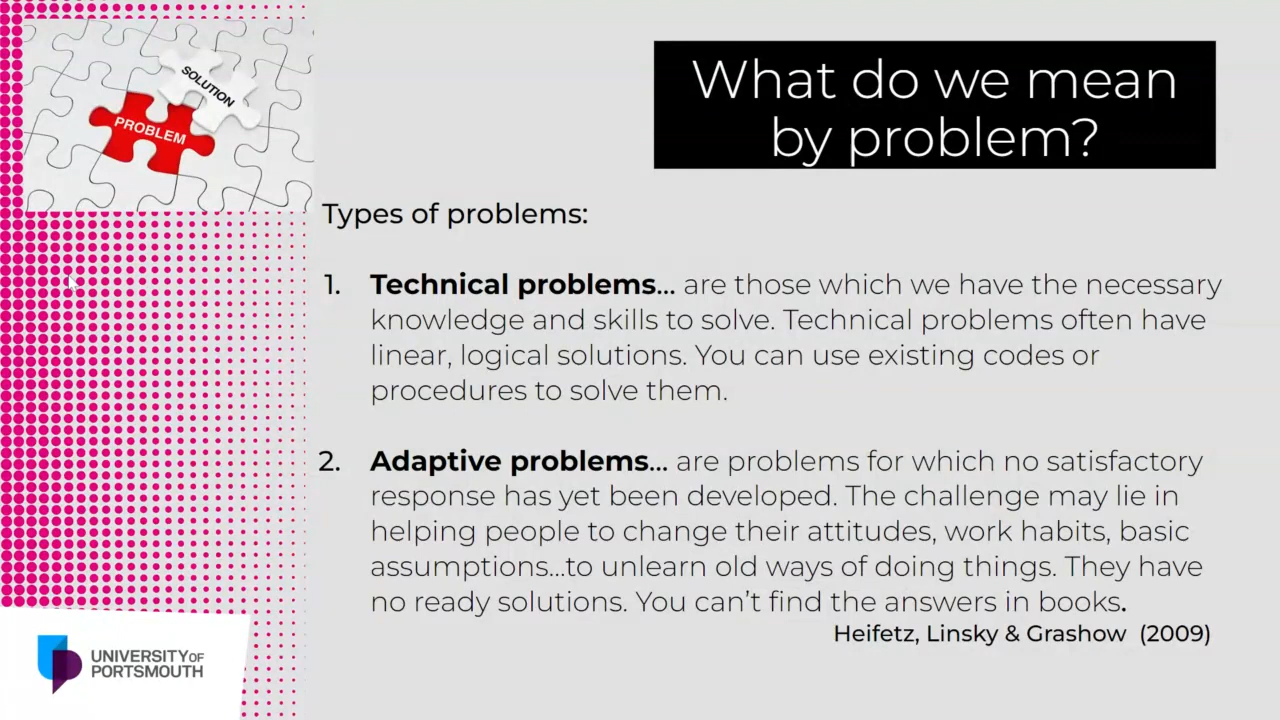 SOLUTION
PROBLEM
What do we mean
by problem?
Types of problems:
1. Technical problems... are those which we have the necessary
knowledge and skills to solve. Technical problems often have
linear, logical solutions. You can use existing codes or
procedures to solve them.
2. Adaptive problems... are problems for which no satisfactory
response has yet been developed. The challenge may lie in
helping people to change their attitudes, work habits, basic
assumptions...to unlearn old ways of doing things. They have
no ready solutions. You can’t find the answers in books.
Heifetz, Linsky & Grashow (2009)
UNIVERSITY OF
PORTSMOUTH